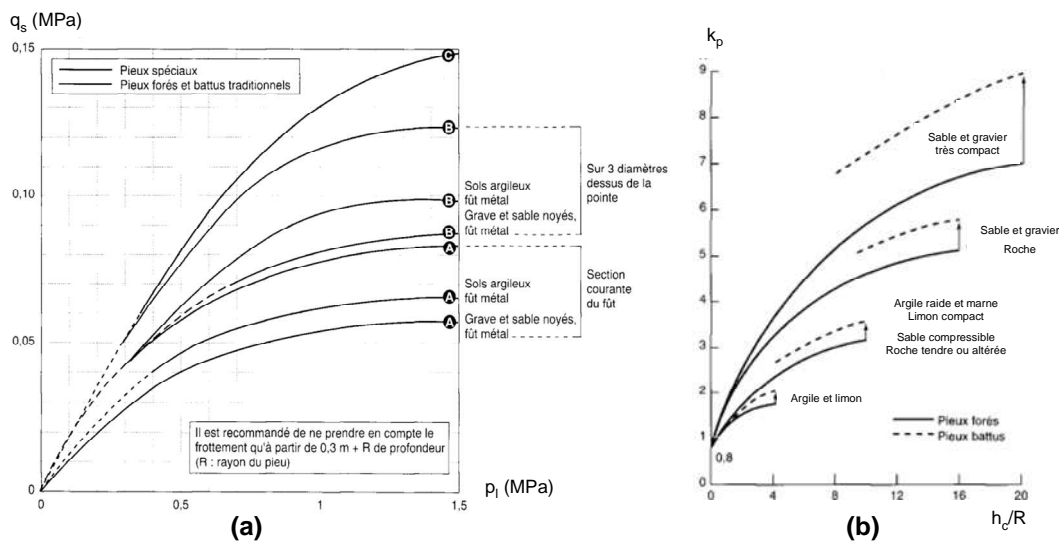 q_s (MPa)
0,15
0,10
0,05
0
0
0,5
1
1,5
p_l (MPa)
Pieux spéciaux
Pieux forés et battus traditionnels
C
B
B
B
A
A
A
Sols argileux
fût métal
Grave et sable noyés,
fût métal
Sols argileux
fût métal
Grave et sable noyés,
fût métal
Sur 3 diamètres
dessus de la
pointe
Section
courante
du fût
Il est recommandé de ne prendre en compte le
frottement qu'à partir de 0,3 m + R de profondeur
(R : rayon du pieu)
(a)
k_p
9
8
7
6
5
4
3
2
1
0
0,8
0
4
8
12
16
20
h_c/R
Sable et gravier
très compact
Sable et gravier
Roche
Argile raide et marne
Limon compact
Sable compressible
Roche tendre ou altérée
Argile et limon
Pieux forés
Pieux battus
(b)